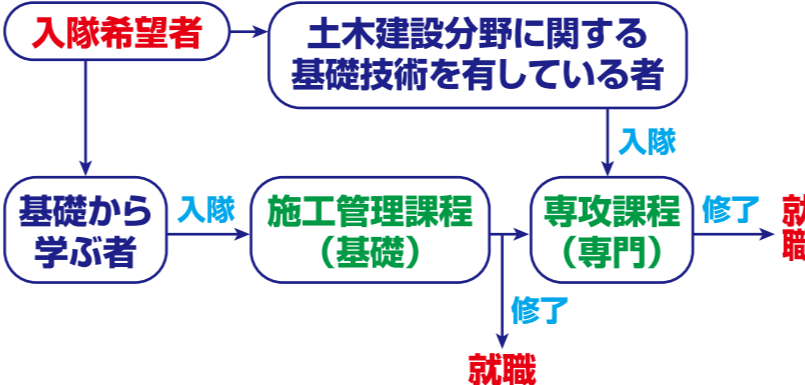 入隊希望者
土木建設分野に関する
基礎技術を有している者
入隊
基礎から
学ぶ者
入隊
施工管理課程
（基礎）
専攻課程
（専門）
修了
就
職
修了
就職